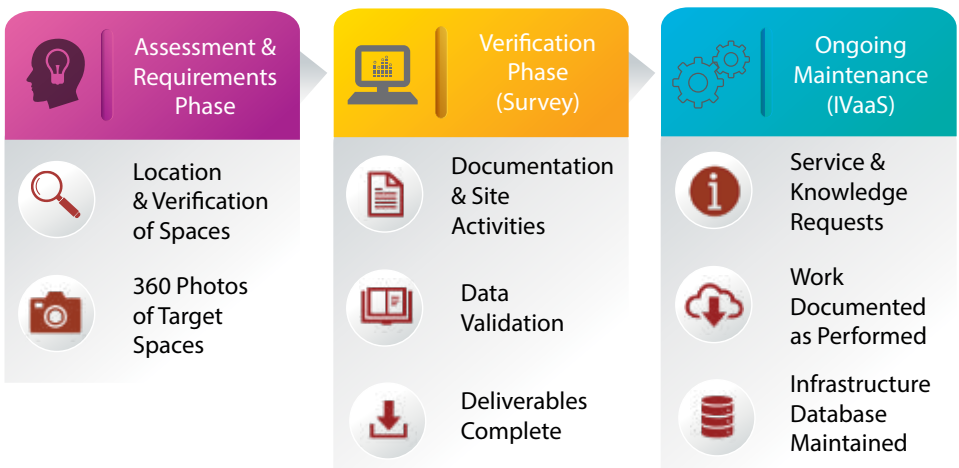 Assessment &
Requirements
Phase
Location
& Verification
of Spaces
360 Photos
of Target
Spaces
Verification
Phase
(Survey)
Documentation
& Site
Activities
Data
Validation
Deliverables
Complete
Ongoing
Maintenance
(IVaaS)
Service &
Knowledge
Requests
Work
Documented
as Performed
Infrastructure
Database
Maintained